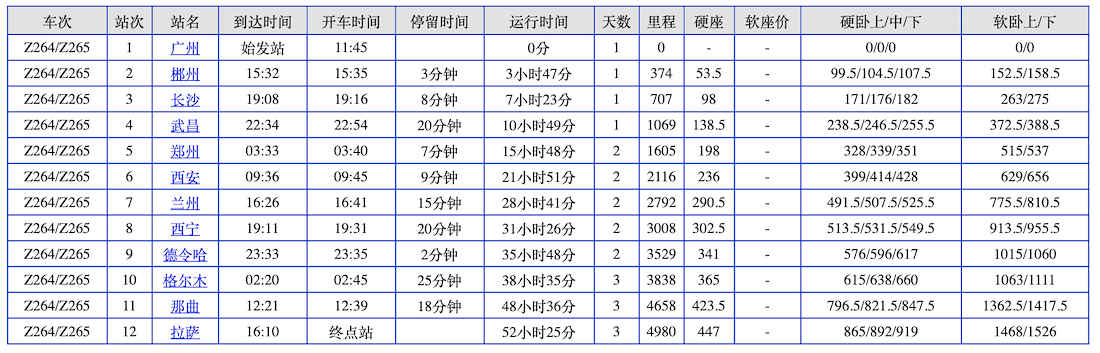 车次 站次 站名 到达时间 开车时间 停留时间 运行时间 天数 里程 硬座 软座价 硬卧上/中/下 软卧上/下
Z264/Z265 1 广州 始发站 11:45 0分 1 0 - - 0/0/0 0/0
Z264/Z265 2 郴州 15:32 15:35 3分钟 3小时47分 1 374 53.5 - 99.5/104.5/107.5 152.5/158.5
Z264/Z265 3 长沙 19:08 19:16 8分钟 7小时23分 1 707 98 - 171/176/182 263/275
Z264/Z265 4 武昌 22:34 22:54 20分钟 10小时49分 1 1069 138.5 - 238.5/246.5/255.5 372.5/388.5
Z264/Z265 5 郑州 03:33 03:40 7分钟 15小时48分 2 1605 198 - 328/339/351 515/537
Z264/Z265 6 西安 09:36 09:45 9分钟 21小时51分 2 2116 236 - 399/414/428 629/656
Z264/Z265 7 兰州 16:26 16:41 15分钟 28小时41分 2 2792 290.5 - 491.5/507.5/525.5 775.5/810.5
Z264/Z265 8 西宁 19:11 19:31 20分钟 31小时26分 2 3008 302.5 - 513.5/531.5/549.5 913.5/955.5
Z264/Z265 9 德令哈 23:33 23:35 2分钟 35小时48分 2 3529 341 - 576/596/617 1015/1060
Z264/Z265 10 格尔木 02:20 02:45 25分钟 38小时35分 3 3838 365 - 615/638/660 1063/1111
Z264/Z265 11 那曲 12:21 12:39 18分钟 48小时36分 3 4658 423.5 - 796.5/821.5/847.5 1362.5/1417.5
Z264/Z265 12 拉萨 16:10 终点站 52小时25分 3 4980 447 - 865/892/919 1468/1526